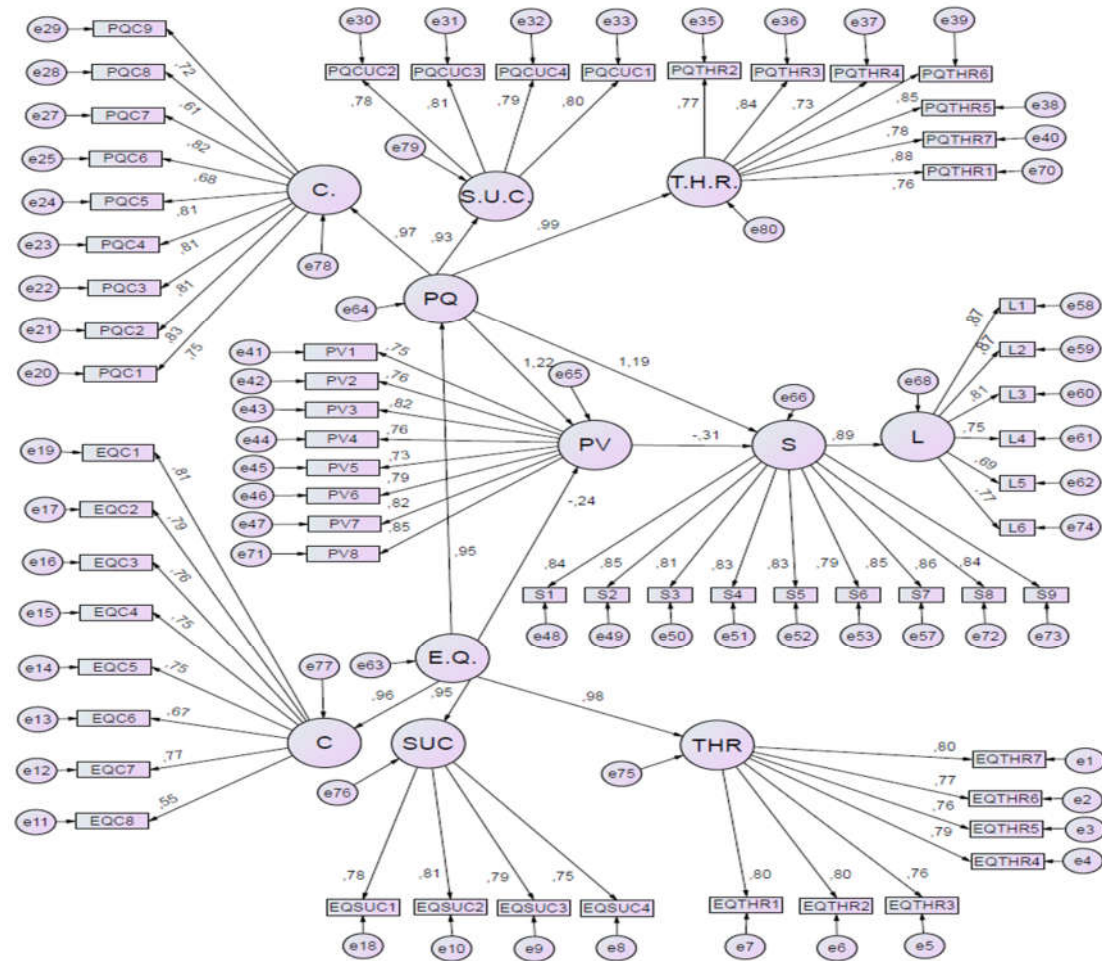 e29 PQC9 ,72
e28 PQC8 ,61
e27 PQC7 ,82
e25 PQC6 ,68
e24 PQC5 ,81
e23 PQC4 ,81
e22 PQC3 ,81
e21 PQC2 ,83
e20 PQC1 ,75
C.
e78
e30 e31 e32 e33
PQCUC2 PQCUC3 PQCUC4 PQCUC1
,78 ,81 ,79 ,80
e79
S.U.C.
e35 e36 e37 e39
PQTHR2 PQTHR3 PQTHR4 PQTHR6
,77 ,84 ,73 ,85
PQTHR5 e38
,78 PQTHR7 e40
,88 PQTHR1 e70
,76
T.H.R.
e80
,97 ,93 ,99
e64 PQ
1,22 1,19
e41 PV1 ,75
e42 PV2 ,76
e43 PV3 ,82
e44 PV4 ,76
e45 PV5 ,73
e46 PV6 ,79
e47 PV7 ,82
e71 PV8 ,85
e65
PV
-,31
e66
S
,89
e68
L
,87 L1 e58
,87 L2 e59
,81 L3 e60
,75 L4 e61
,69 L5 e62
,77 L6 e74
,95 -,24
,84 ,85 ,81 ,83 ,83 ,79 ,85 ,86 ,84
S1 S2 S3 S4 S5 S6 S7 S8 S9
e48 e49 e50 e51 e52 e53 e57 e72 e73
e19 EQC1 ,81
e17 EQC2 ,79
e16 EQC3 ,76
e15 EQC4 ,75
e14 EQC5 ,75
e13 EQC6 ,67
e12 EQC7 ,77
e11 EQC8 ,55
e77
C
e63 E.Q.
,96 ,95 ,98
SUC
e76
,78 ,81 ,79 ,75
EQSUC1 EQSUC2 EQSUC3 EQSUC4
e18 e10 e9 e8
e75 THR
,80 EQTHR7 e1
,77 EQTHR6 e2
,76 EQTHR5 e3
,79 EQTHR4 e4
,80 ,80 ,76
EQTHR1 EQTHR2 EQTHR3
e7 e6 e5